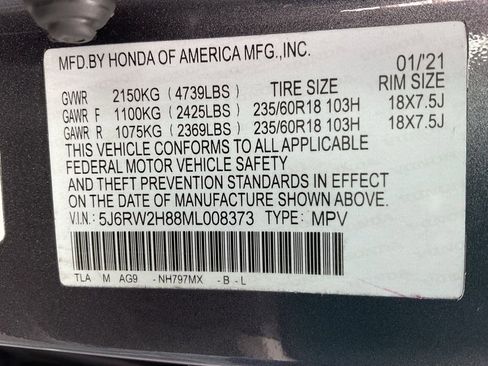 MFD.BY HONDA OF AMERICA MFG.,INC. 01/'21
GVWR 2150KG (4739LBS) TIRE SIZE RIM SIZE
GAWR F 1100KG (2425LBS) 235/60R18 103H 18X7.5J
GAWR R 1075KG (2369LBS) 235/60R18 103H 18X7.5J
THIS VEHICLE CONFORMS TO ALL APPLICABLE
FEDERAL MOTOR VEHICLE SAFETY
AND THEFT PREVENTION STANDARDS IN EFFECT
ON THE DATE OF MANUFACTURE SHOWN ABOVE.
V.I.N.: 5J6RW2H88ML008373 TYPE: MPV
TLA M AG9 -NH797MX -B-L